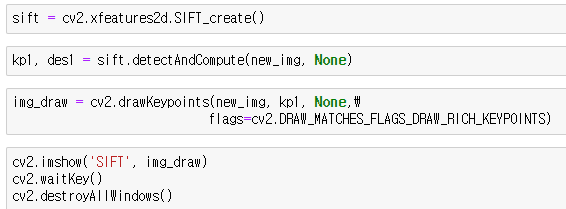 sift = cv2.xfeatures2d.SIFT_create()
kp1, des1 = sift.detectAndCompute(new_img, None)
img_draw = cv2.drawKeypoints(new_img, kp1, None,₩
flags=cv2.DRAW_MATCHES_FLAGS_DRAW_RICH_KEYPOINTS)
cv2.imshow('SIFT', img_draw)
cv2.waitKey()
cv2.destroyAllWindows()